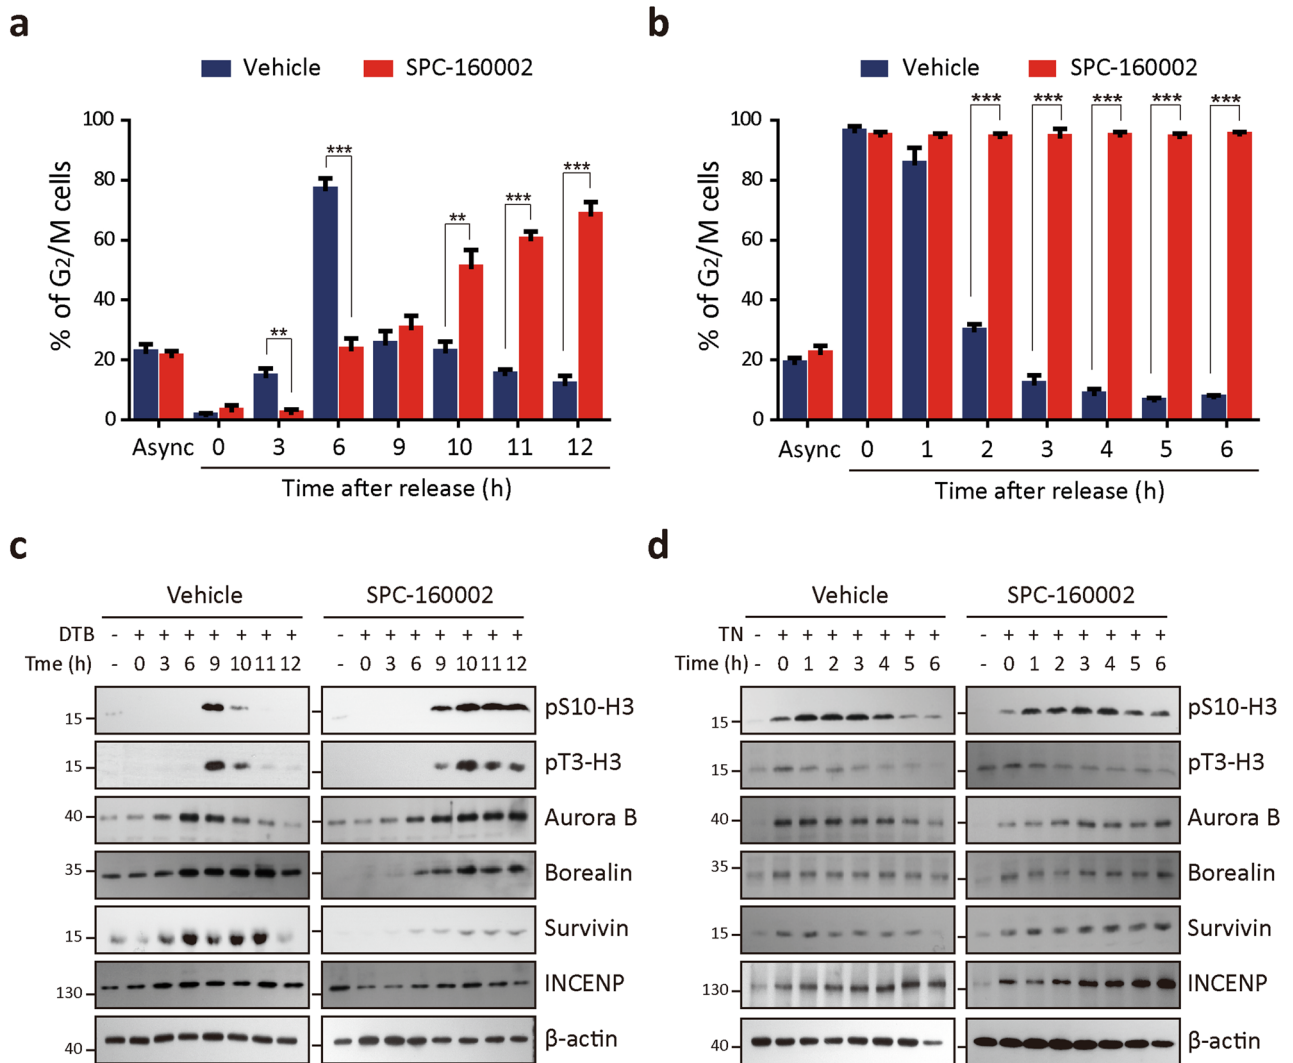 a
Vehicle SPC-160002
% of G2/M cells
100
80
60
40
20
0
** *** ** *** ***
Async 0 3 6 9 10 11 12
Time after release (h)
b
Vehicle SPC-160002
% of G2/M cells
100
80
60
40
20
0
*** *** *** *** ***
Async 0 1 2 3 4 5 6
Time after release (h)
c
Vehicle SPC-160002
DTB - + + + + + + + - + + + + + + +
Tme (h) - 0 3 6 9 10 11 12 - 0 3 6 9 10 11 12
15 pS10-H3
15 pT3-H3
40 Aurora B
35 Borealin
15 Survivin
130 INCENP
40 β-actin
d
Vehicle SPC-160002
TN - + + + + + + + - + + + + + + +
Time (h) - 0 1 2 3 4 5 6 - 0 1 2 3 4 5 6
15 pS10-H3
15 pT3-H3
40 Aurora B
35 Borealin
15 Survivin
130 INCENP
40 β-actin